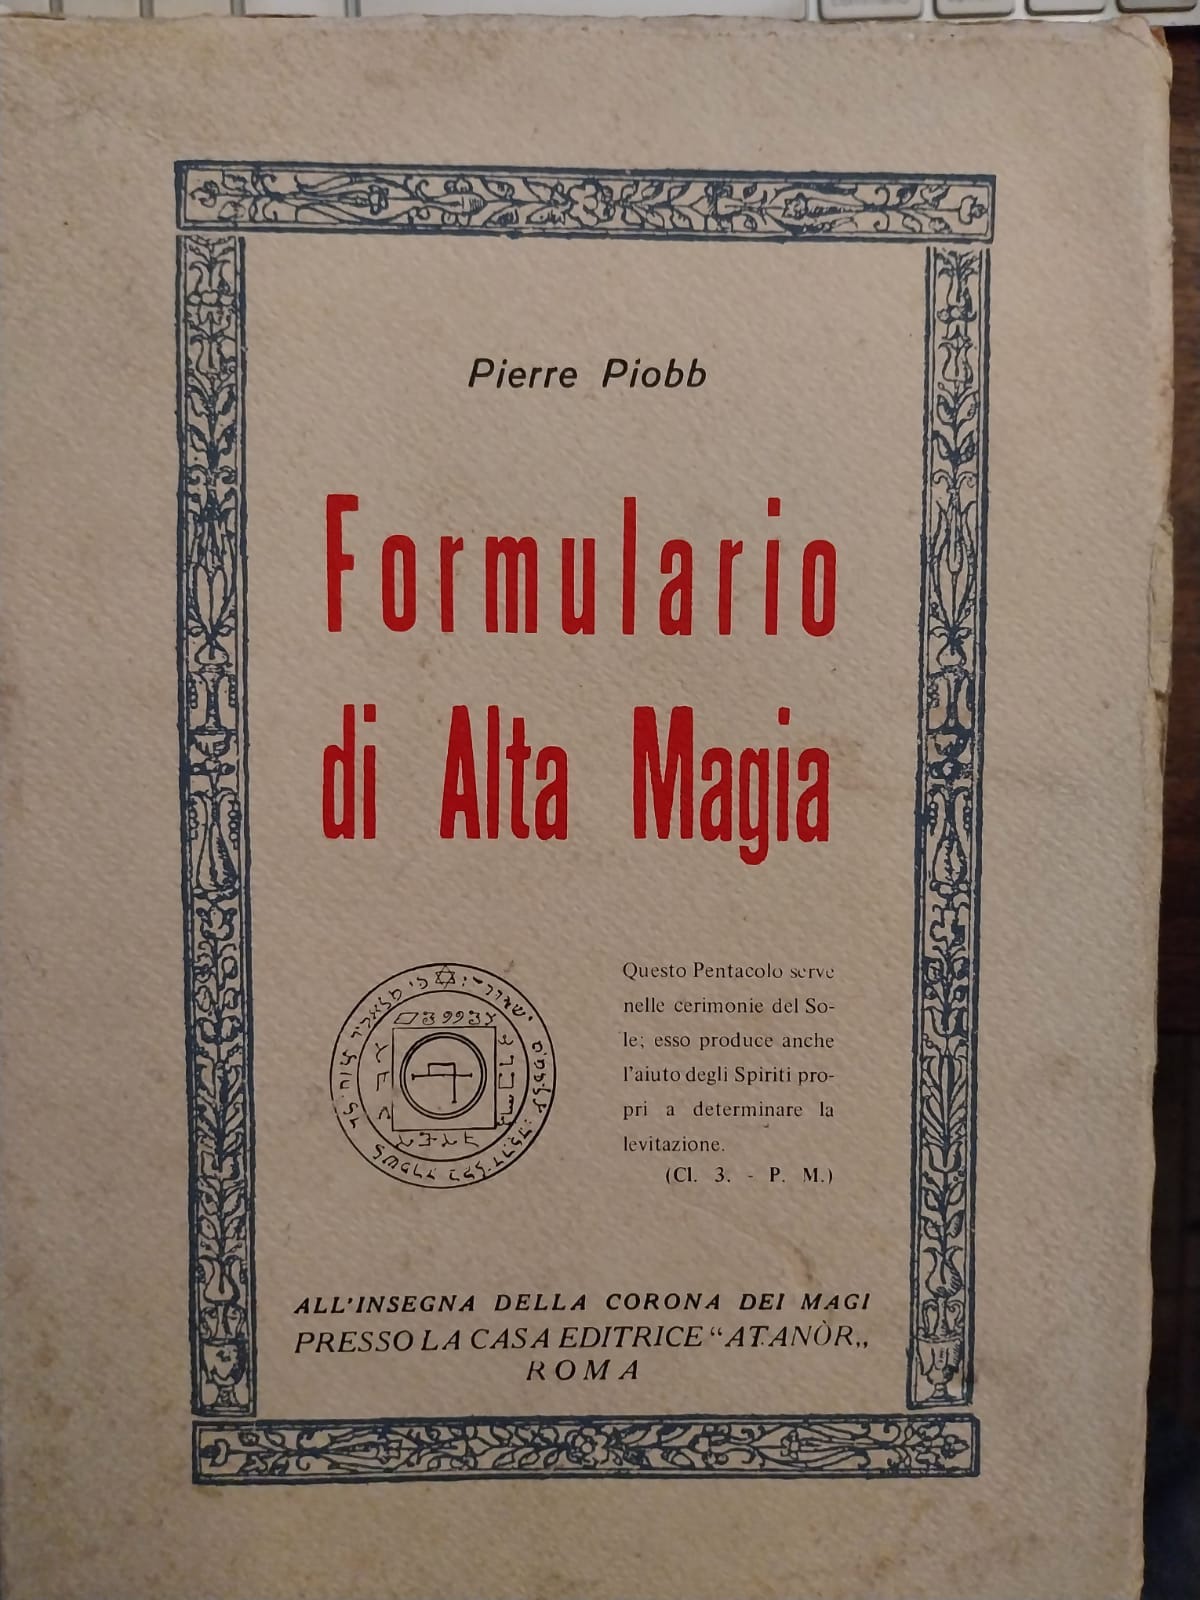 Pierre Piobb
Formulario
di Alta Magia
Questo Pentacolo serve
nelle cerimonie del So-
le; esso produce anche
l'aiuto degli Spiriti pro-
pri a determinare la
levitazione.
(Cl. 3. - P. M.)
ALL'INSEGNA DELLA CORONA DEI MAGI
PRESSO LA CASA EDITRICE “ATANÒR„
ROMA